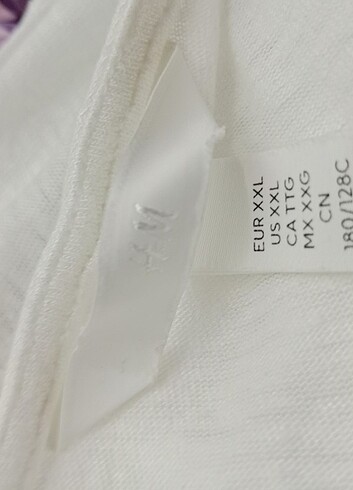 H&M
EUR XXL
US XXL
CA TTG
MX XXG
CN
180/128C